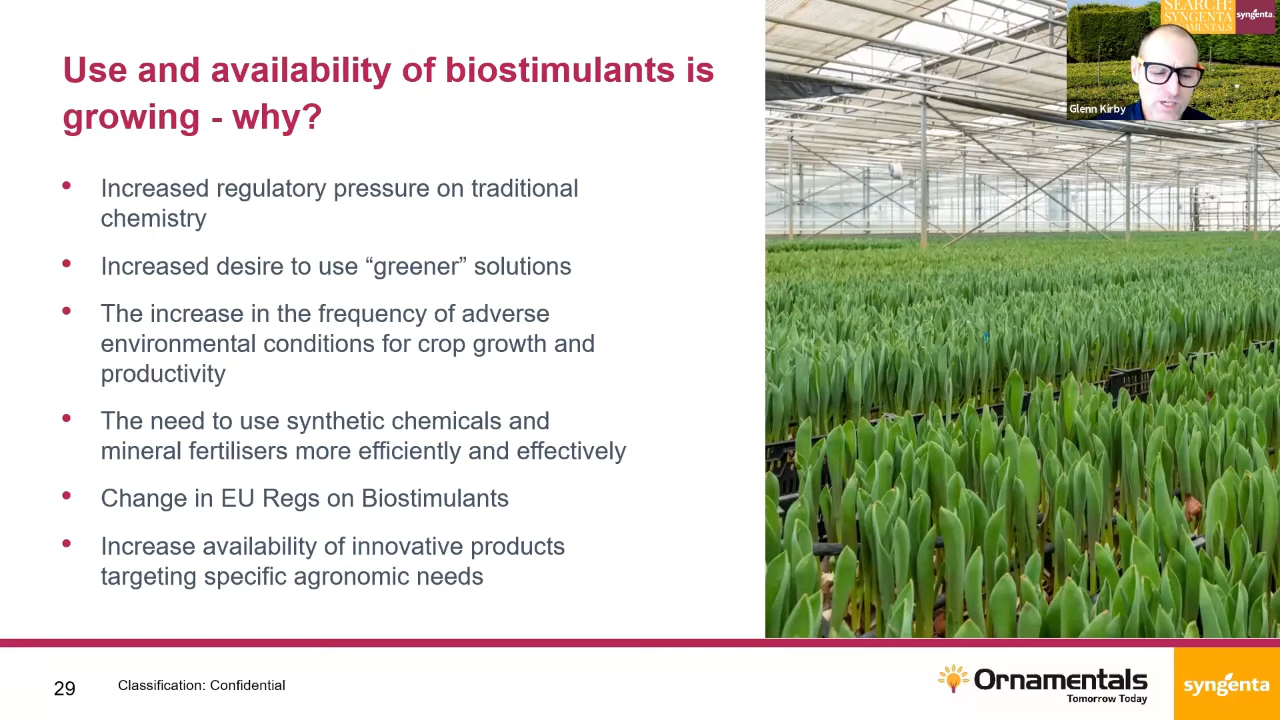 Use and availability of biostimulants is
growing - why?
• Increased regulatory pressure on traditional
chemistry
• Increased desire to use “greener” solutions
• The increase in the frequency of adverse
environmental conditions for crop growth and
productivity
• The need to use synthetic chemicals and
mineral fertilisers more efficiently and effectively
• Change in EU Regs on Biostimulants
• Increase availability of innovative products
targeting specific agronomic needs
SEARCH:
SYNGENTA
syngenta
Glenn Kirby
29
Classification: Confidential
Ornamentals
Tomorrow Today
syngenta